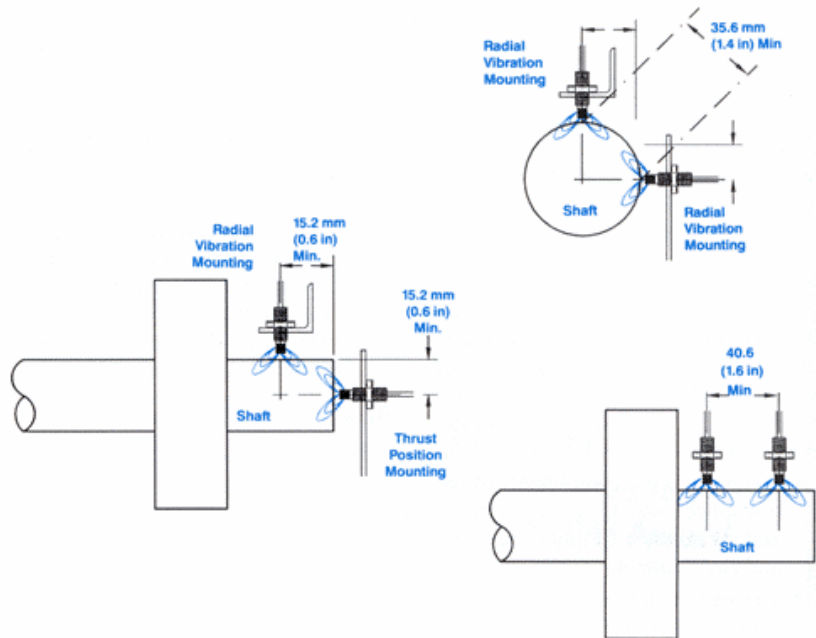 Radial
Vibration
Mounting
35.6 mm
(1.4 in) Min
Shaft
Radial
Vibration
Mounting
Radial
Vibration
Mounting
15.2 mm
(0.6 in)
Min.
15.2 mm
(0.6 in)
Min.
Shaft
Thrust
Position
Mounting
40.6
(1.6 in)
Min
Shaft